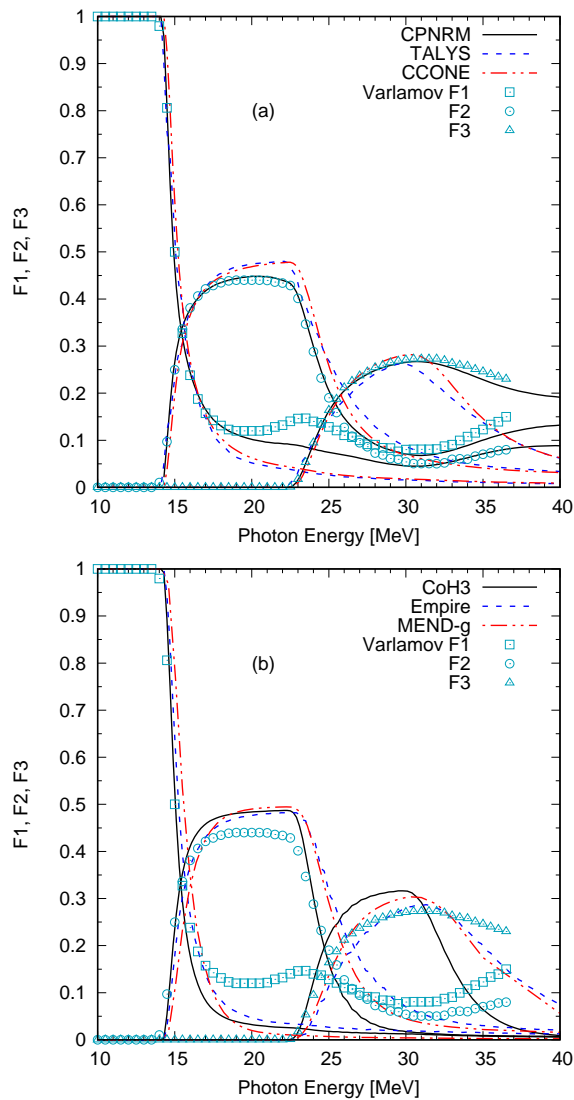 CPNRM
TALYS
CCONE
Varlamov F1
F2
F3
(a)
1
0.9
0.8
0.7
0.6
0.5
0.4
0.3
0.2
0.1
0
F1, F2, F3
10 15 20 25 30 35 40
Photon Energy [MeV]
CoH3
Empire
MEND-g
Varlamov F1
F2
F3
(b)
1
0.9
0.8
0.7
0.6
0.5
0.4
0.3
0.2
0.1
0
F1, F2, F3
10 15 20 25 30 35 40
Photon Energy [MeV]